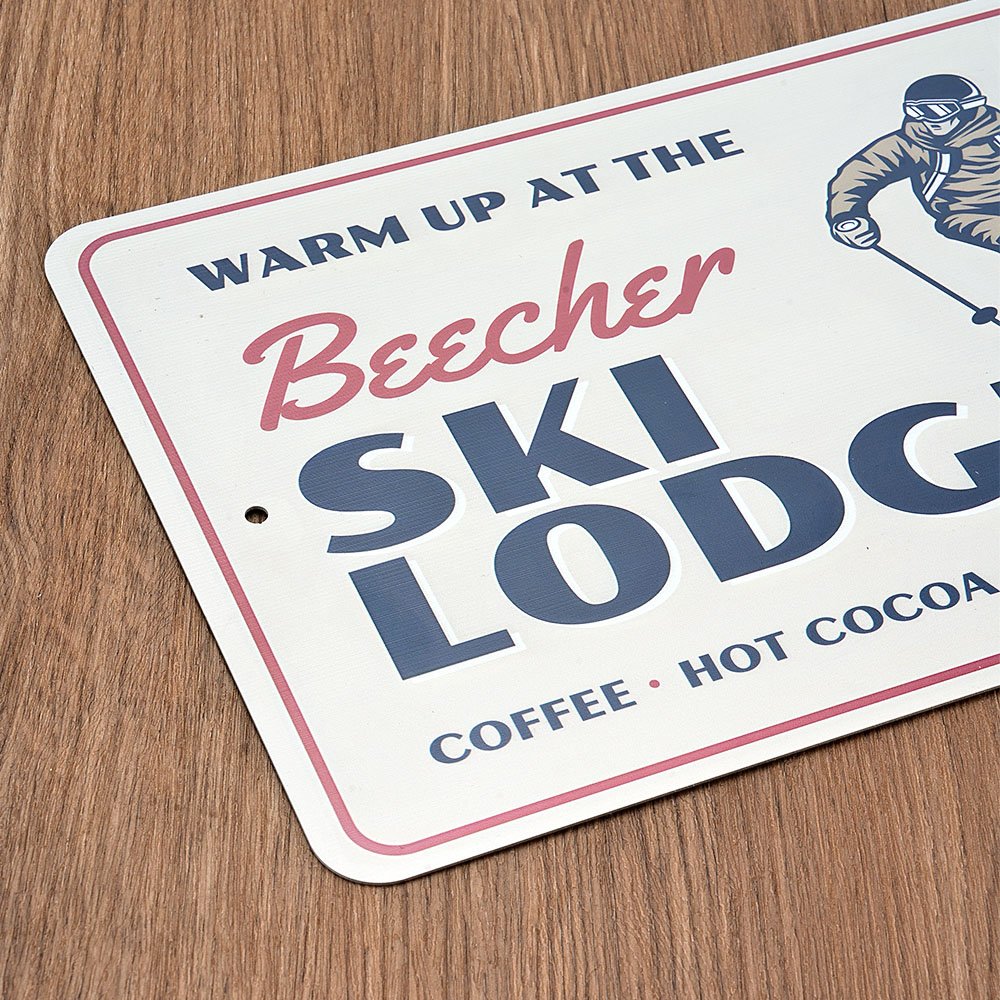 WARM UP AT THE
Beecher
SKI
LODG
COFFEE • HOT COCOA